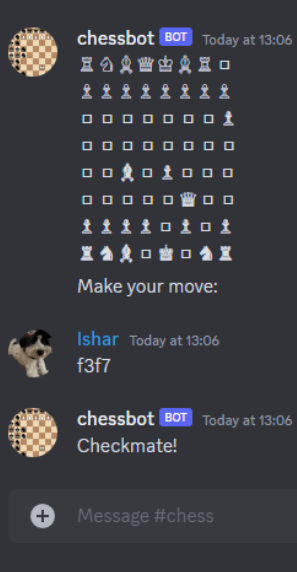 chessbot BOT Today at 13:06
♖ ♘ ♗ ♕ ♔ ♗ ♖ ▫
♙ ♙ ♙ ♙ ♙ ♙ ♙ ♙
▫ ▫ ▫ ▫ ▫ ▫ ▫ ♙
▫ ▫ ▫ ▫ ▫ ▫ ▫ ▫
▫ ▫ ♝ ▫ ♟ ▫ ▫ ▫
▫ ▫ ▫ ▫ ▫ ♛ ▫ ▫
♟ ♟ ♟ ♟ ▫ ♟ ▫ ♟
♜ ♞ ♝ ▫ ♚ ▫ ♞ ♜
Make your move:
Ishar Today at 13:06
f3f7
chessbot BOT Today at 13:06
Checkmate!
Message #chess